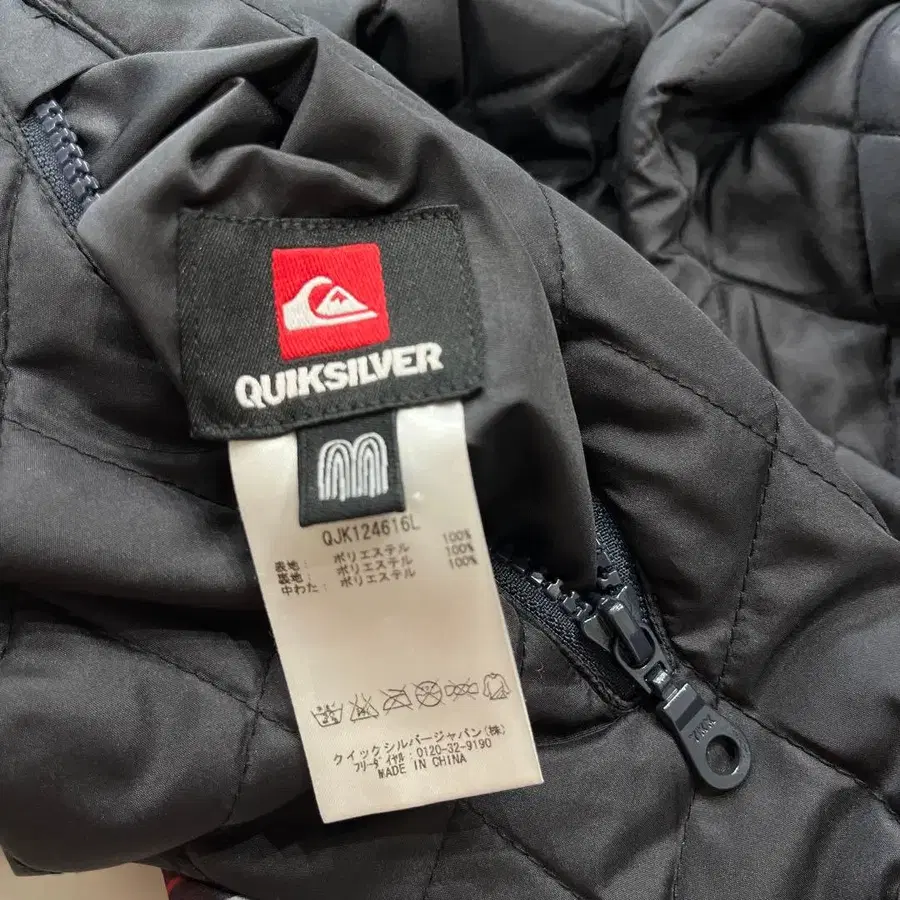 QUIKSILVER
m
QJK124616L
表地: ポリエステル 100%
裏地: ポリエステル 100%
中わた: ポリエステル 100%
クイックシルバージャパン(株)
フリーダイヤル: 0120-32-9190
MADE IN CHINA
YKK